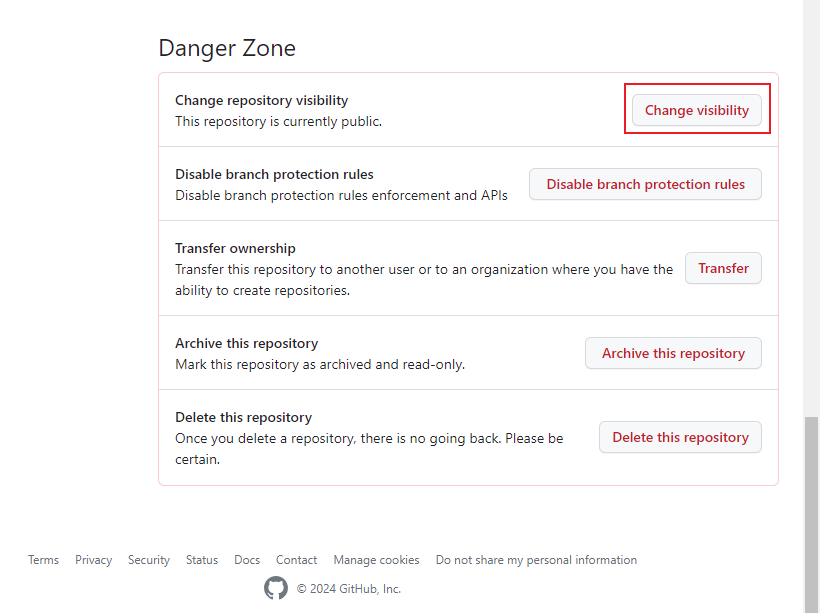 Danger Zone
Change repository visibility
This repository is currently public.
Change visibility
Disable branch protection rules
Disable branch protection rules enforcement and APIs
Disable branch protection rules
Transfer ownership
Transfer this repository to another user or to an organization where you have the
ability to create repositories.
Transfer
Archive this repository
Mark this repository as archived and read-only.
Archive this repository
Delete this repository
Once you delete a repository, there is no going back. Please be
certain.
Delete this repository
Terms Privacy Security Status Docs Contact Manage cookies Do not share my personal information
© 2024 GitHub, Inc.